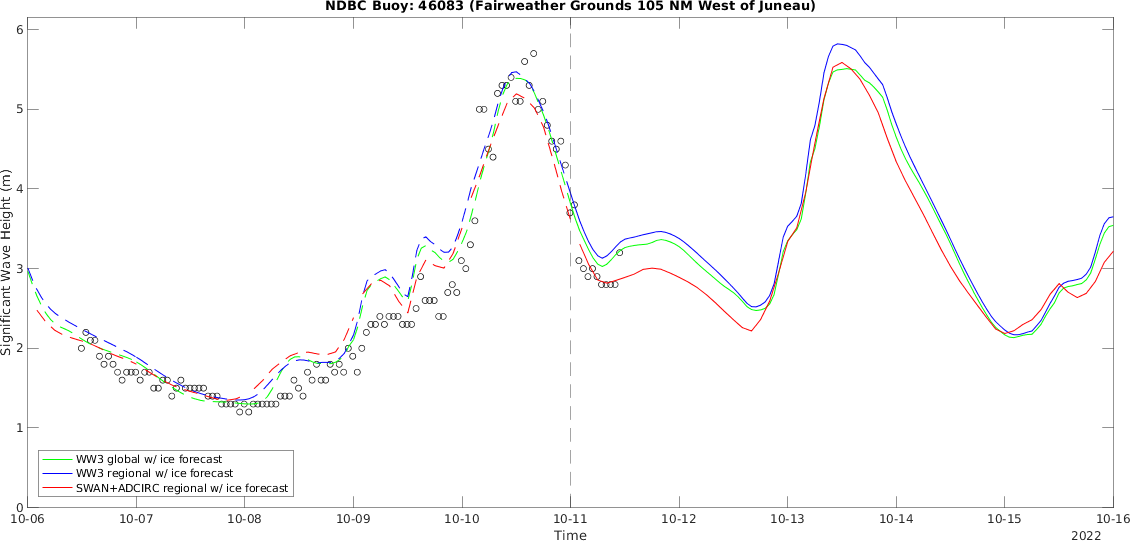 NDBC Buoy: 46083 (Fairweather Grounds 105 NM West of Juneau)
Significant Wave Height (m)
6
5
4
3
2
1
0
WW3 global w/ ice forecast
WW3 regional w/ ice forecast
SWAN+ADCIRC regional w/ ice forecast
10-06 10-07 10-08 10-09 10-10 10-11 10-12 10-13 10-14 10-15 10-16
Time
2022